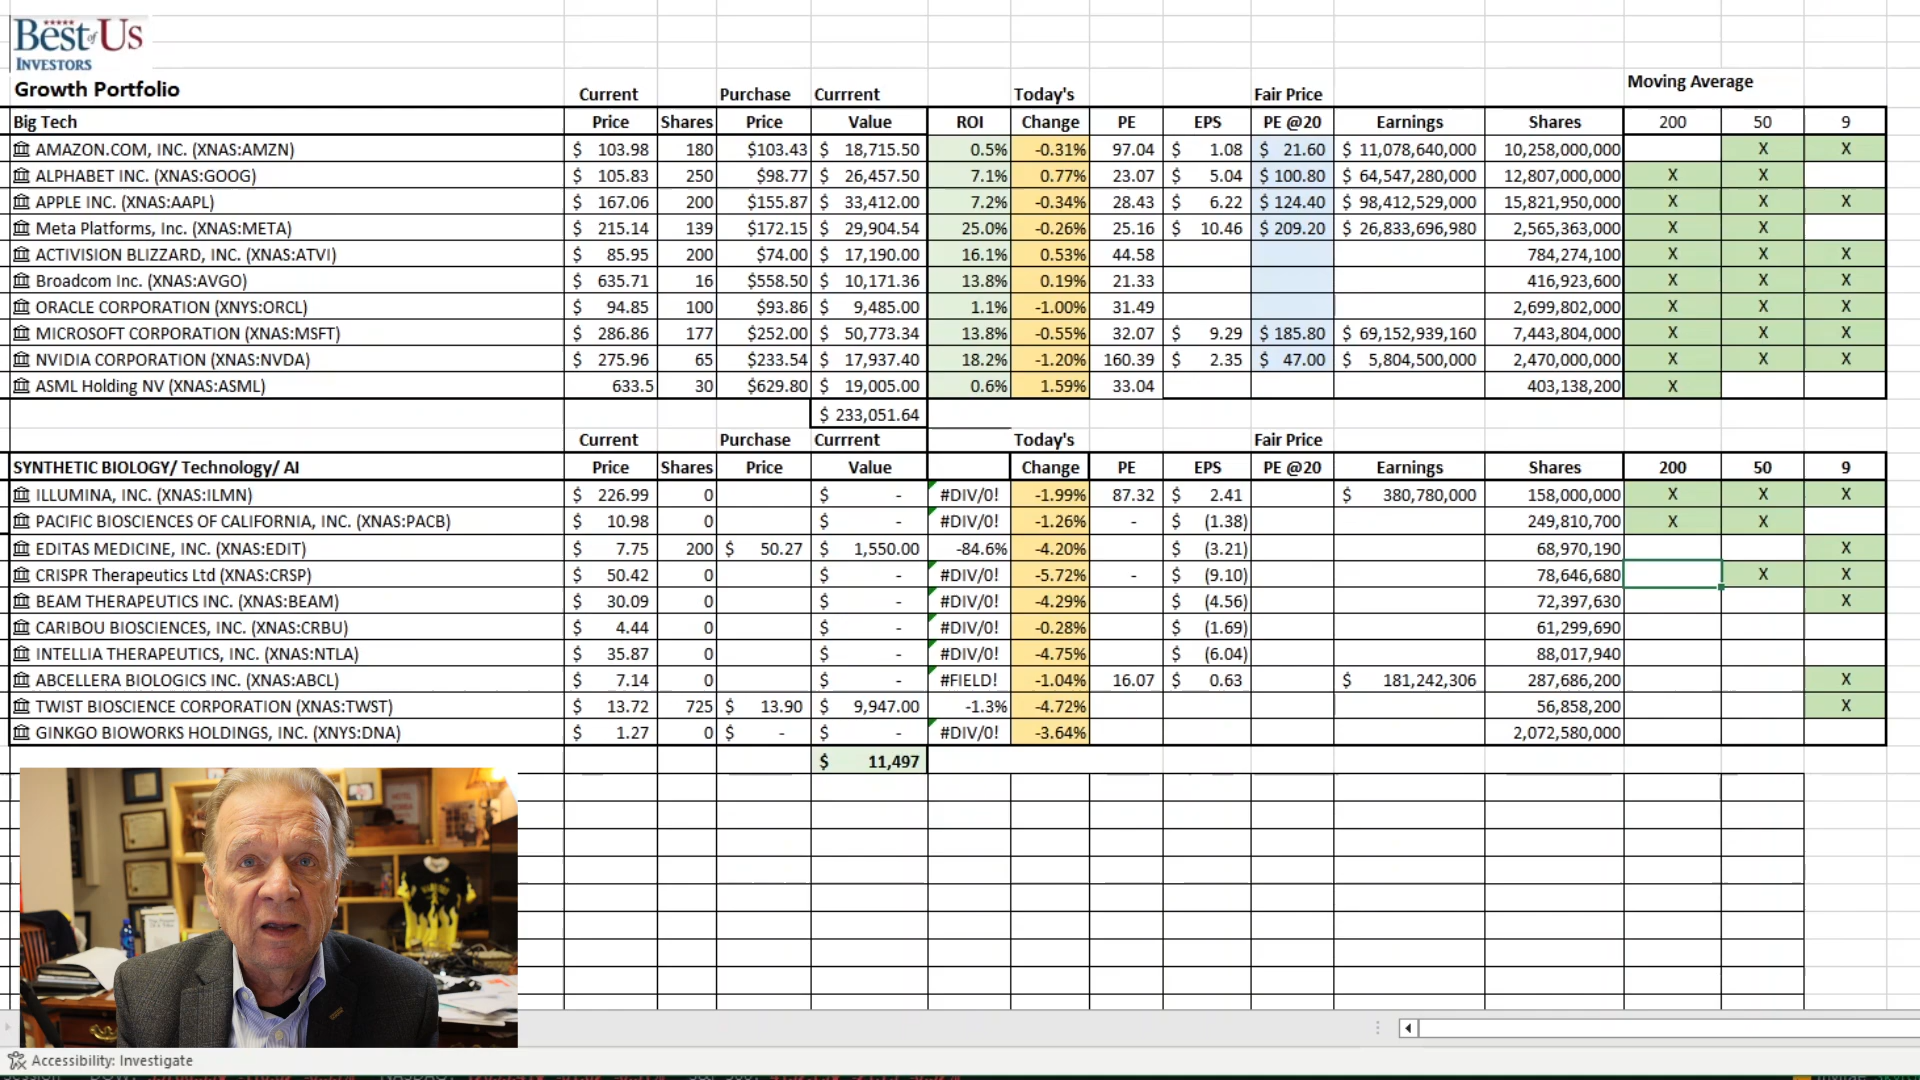 Best of Us
INVESTORS
Growth Portfolio
Moving Average
Current Purchase Currrent Today's Fair Price
Big Tech Price Shares Price Value ROI Change PE EPS PE @20 Earnings Shares 200 50 9
AMAZON.COM, INC. (XNAS:AMZN) $ 103.98 180 $103.43 $ 18,715.50 0.5% -0.31% 97.04 $ 1.08 $ 21.60 $ 11,078,640,000 10,258,000,000 X X
ALPHABET INC. (XNAS:GOOG) $ 105.83 250 $98.77 $ 26,457.50 7.1% 0.77% 23.07 $ 5.04 $ 100.80 $ 64,547,280,000 12,807,000,000 X X
APPLE INC. (XNAS:AAPL) $ 167.06 200 $155.87 $ 33,412.00 7.2% -0.34% 28.43 $ 6.22 $ 124.40 $ 98,412,529,000 15,821,950,000 X X X
Meta Platforms, Inc. (XNAS:META) $ 215.14 139 $172.15 $ 29,904.54 25.0% -0.26% 25.16 $ 10.46 $ 209.20 $ 26,833,696,980 2,565,363,000 X X
ACTIVISION BLIZZARD, INC. (XNAS:ATVI) $ 85.95 200 $74.00 $ 17,190.00 16.1% 0.53% 44.58 784,274,100 X X X
Broadcom Inc. (XNAS:AVGO) $ 635.71 16 $558.50 $ 10,171.36 13.8% 0.19% 21.33 416,923,600 X X X
ORACLE CORPORATION (XNYS:ORCL) $ 94.85 100 $93.86 $ 9,485.00 1.1% -1.00% 31.49 2,699,802,000 X X X
MICROSOFT CORPORATION (XNAS:MSFT) $ 286.86 177 $252.00 $ 50,773.34 13.8% -0.55% 32.07 $ 9.29 $ 185.80 $ 69,152,939,160 7,443,804,000 X X X
NVIDIA CORPORATION (XNAS:NVDA) $ 275.96 65 $233.54 $ 17,937.40 18.2% -1.20% 160.39 $ 2.35 $ 47.00 $ 5,804,500,000 2,470,000,000 X X X
ASML Holding NV (XNAS:ASML) 633.5 30 $629.80 $ 19,005.00 0.6% 1.59% 33.04 403,138,200 X
$ 233,051.64
Current Purchase Currrent Today's Fair Price
SYNTHETIC BIOLOGY/ Technology/ AI Price Shares Price Value Change PE EPS PE @20 Earnings Shares 200 50 9
ILLUMINA, INC. (XNAS:ILMN) $ 226.99 0 $ - #DIV/0! -1.99% 87.32 $ 2.41 $ 380,780,000 158,000,000 X X X
PACIFIC BIOSCIENCES OF CALIFORNIA, INC. (XNAS:PACB) $ 10.98 0 $ - #DIV/0! -1.26% - $ (1.38) 249,810,700 X X
EDITAS MEDICINE, INC. (XNAS:EDIT) $ 7.75 200 $ 50.27 $ 1,550.00 -84.6% -4.20% $ (3.21) 68,970,190 X
CRISPR Therapeutics Ltd (XNAS:CRSP) $ 50.42 0 $ - #DIV/0! -5.72% - $ (9.10) 78,646,680 X X
BEAM THERAPEUTICS INC. (XNAS:BEAM) $ 30.09 0 $ - #DIV/0! -4.29% $ (4.56) 72,397,630 X
CARIBOU BIOSCIENCES, INC. (XNAS:CRBU) $ 4.44 0 $ - #DIV/0! -0.28% $ (1.69) 61,299,690
INTELLIA THERAPEUTICS, INC. (XNAS:NTLA) $ 35.87 0 $ - #DIV/0! -4.75% $ (6.04) 88,017,940
ABCELLERA BIOLOGICS INC. (XNAS:ABCL) $ 7.14 0 $ - #FIELD! -1.04% 16.07 $ 0.63 $ 181,242,306 287,686,200 X
TWIST BIOSCIENCE CORPORATION (XNAS:TWST) $ 13.72 725 $ 13.90 $ 9,947.00 -1.3% -4.72% 56,858,200 X
GINKGO BIOWORKS HOLDINGS, INC. (XNYS:DNA) $ 1.27 0 $ - $ - #DIV/0! -3.64% 2,072,580,000
$ 11,497
Accessibility: Investigate